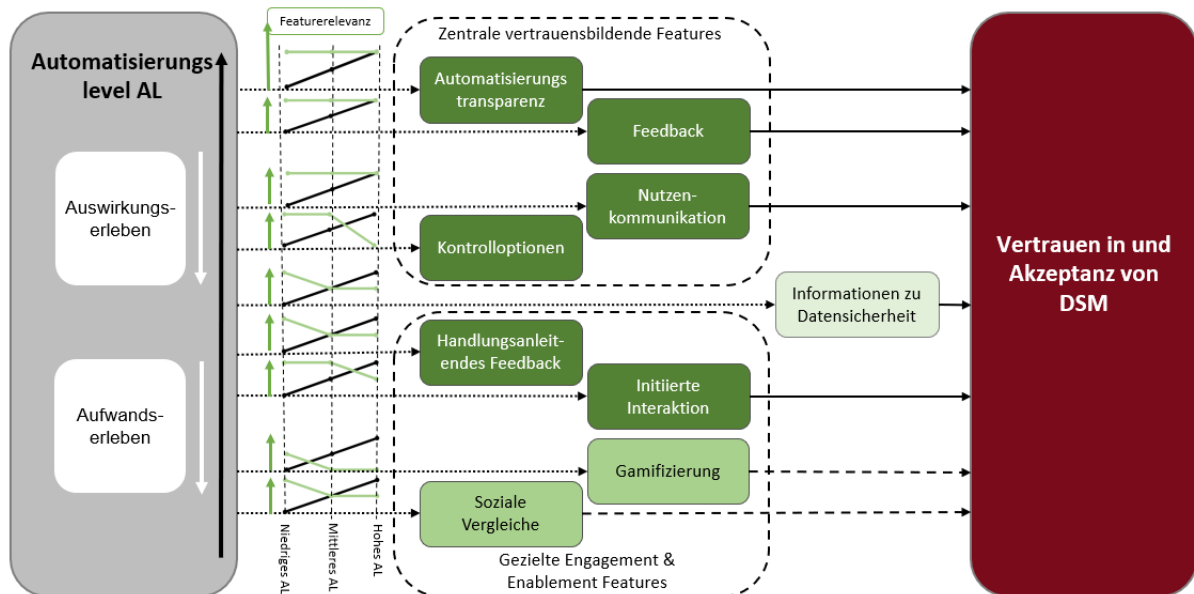 Automatisierungs
level AL
Auswirkungs-
erleben
Aufwands-
erleben
Featurerelevanz
Niedriges AL
Mittleres AL
Hohes AL
Zentrale vertrauensbildende Features
Automatisierungs
transparenz
Feedback
Nutzen-
kommunikation
Kontrolloptionen
Informationen zu
Datensicherheit
Handlungsanleit-
endes Feedback
Initiierte
Interaktion
Gamifizierung
Soziale
Vergleiche
Gezielte Engagement &
Enablement Features
Vertrauen in und
Akzeptanz von
DSM